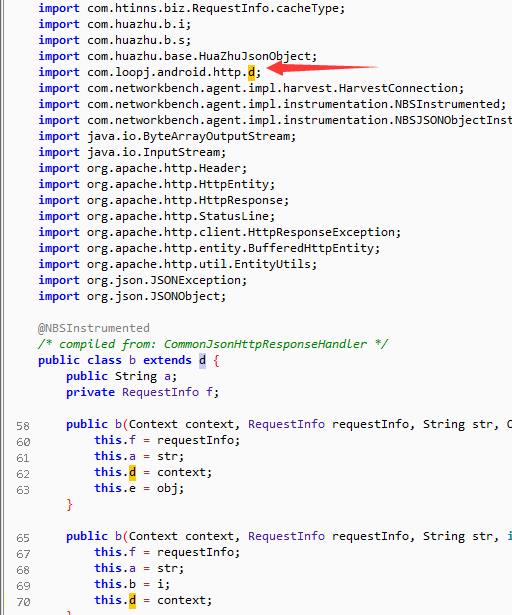 import com.htinns.biz.RequestInfo.cacheType;
import com.huazhu.b.i;
import com.huazhu.b.s;
import com.huazhu.base.HuaZhuJsonObject;
import com.loopj.android.http.d;
import com.networkbench.agent.impl.harvest.HarvestConnection;
import com.networkbench.agent.impl.instrumentation.NBSInstrumented;
import com.networkbench.agent.impl.instrumentation.NBSJSONObjectInst
import java.io.ByteArrayOutputStream;
import java.io.InputStream;
import org.apache.http.Header;
import org.apache.http.HttpEntity;
import org.apache.http.HttpResponse;
import org.apache.http.StatusLine;
import org.apache.http.client.HttpResponseException;
import org.apache.http.entity.BufferedHttpEntity;
import org.apache.http.util.EntityUtils;
import org.json.JSONException;
import org.json.JSONObject;
@NBSInstrumented
/* compiled from: CommonJsonHttpResponseHandler */
public class b extends d {
public String a;
private RequestInfo f;
58 public b(Context context, RequestInfo requestInfo, String str, O
60 this.f = requestInfo;
61 this.a = str;
62 this.d = context;
63 this.e = obj;
}
65 public b(Context context, RequestInfo requestInfo, String str, i
67 this.f = requestInfo;
68 this.a = str;
69 this.b = i;
70 this.d = context;